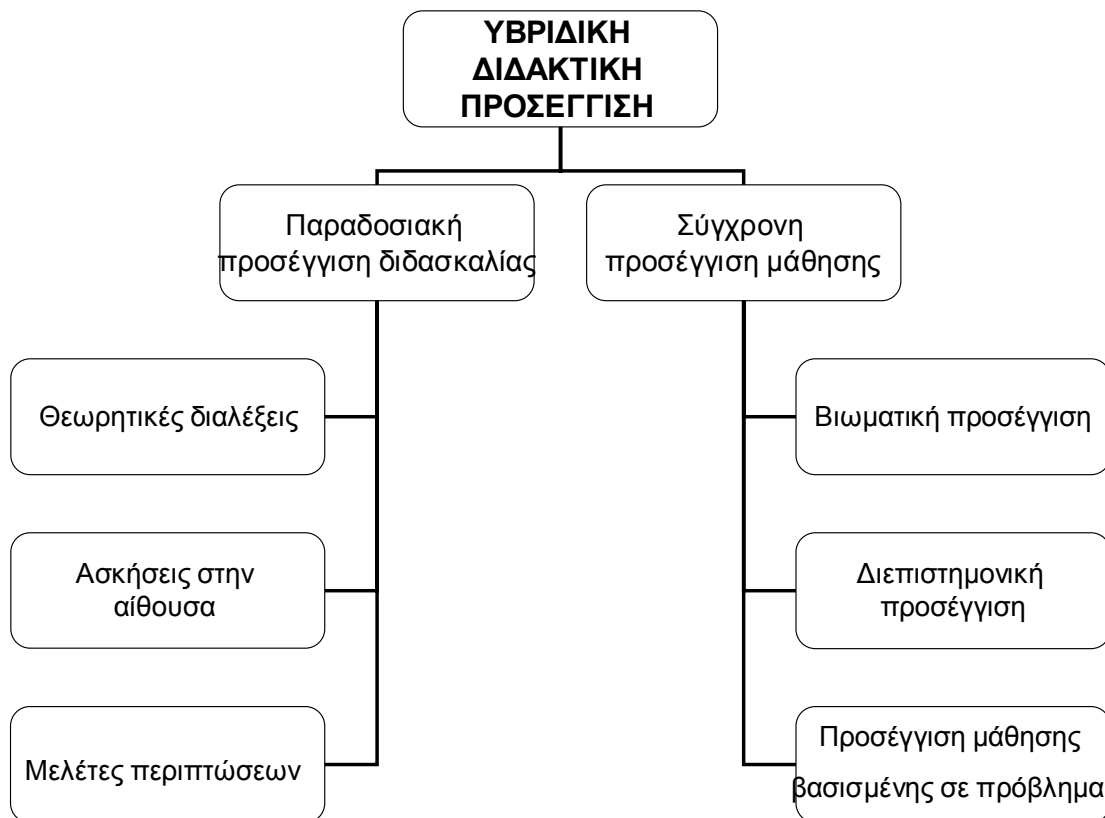 ΥΒΡΙΔΙΚΗ
ΔΙΔΑΚΤΙΚΗ
ΠΡΟΣΕΓΓΙΣΗ
Παραδοσιακή
προσέγγιση διδασκαλίας
Σύγχρονη
προσέγγιση μάθησης
Θεωρητικές διαλέξεις
Βιωματική προσέγγιση
Ασκήσεις στην
αίθουσα
Διεπιστημονική
προσέγγιση
Μελέτες περιπτώσεων
Προσέγγιση μάθησης
βασισμένης σε πρόβλημα